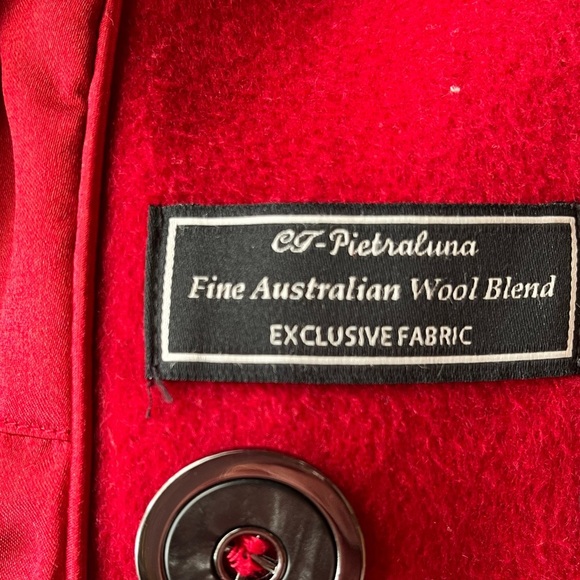 CT-Pietraluna
Fine Australian Wool Blend
EXCLUSIVE FABRIC